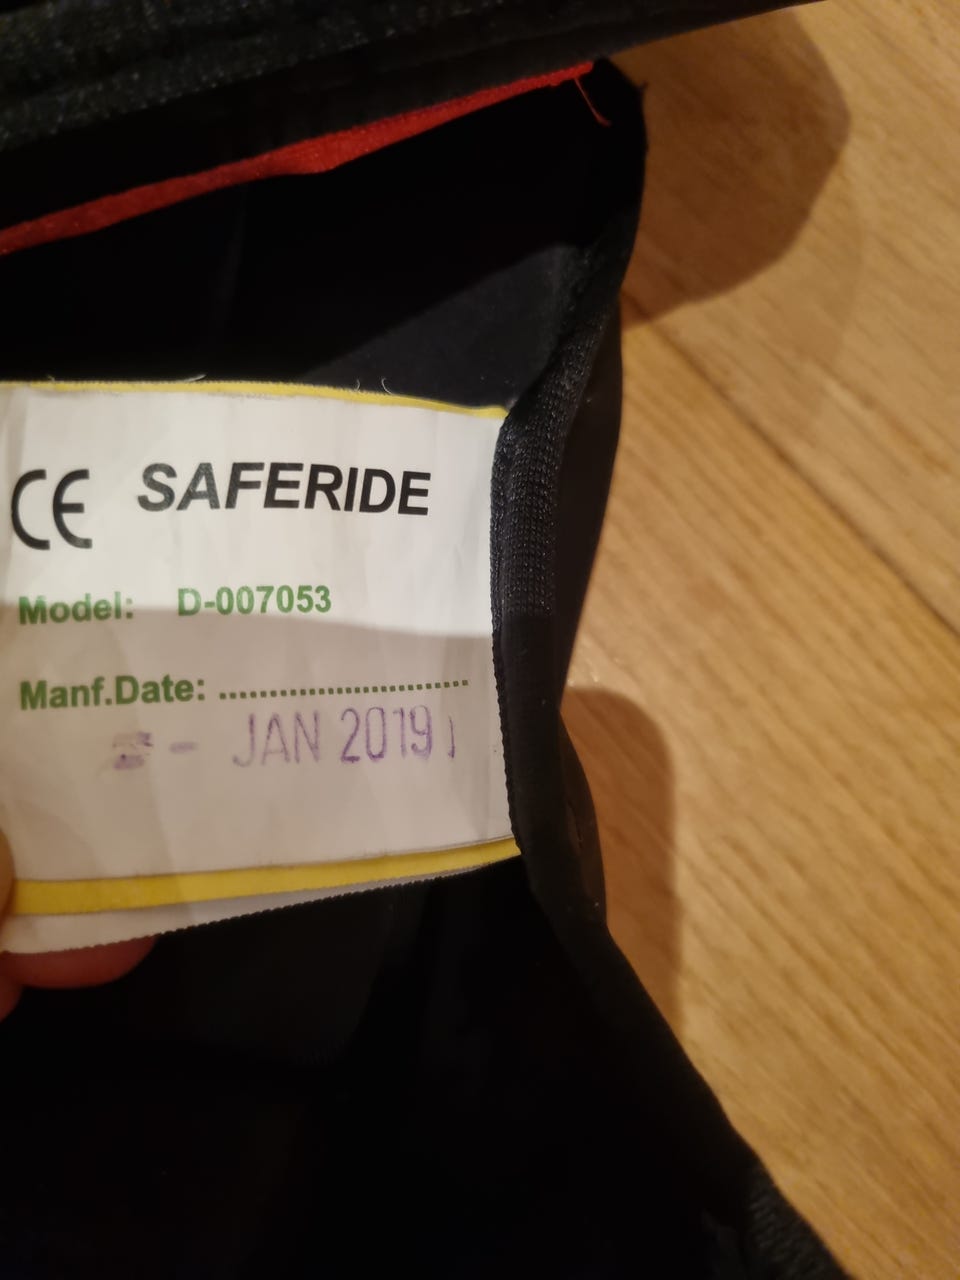 CE SAFERIDE
Model: D-007053
Manf.Date: ..........................
- JAN 2019